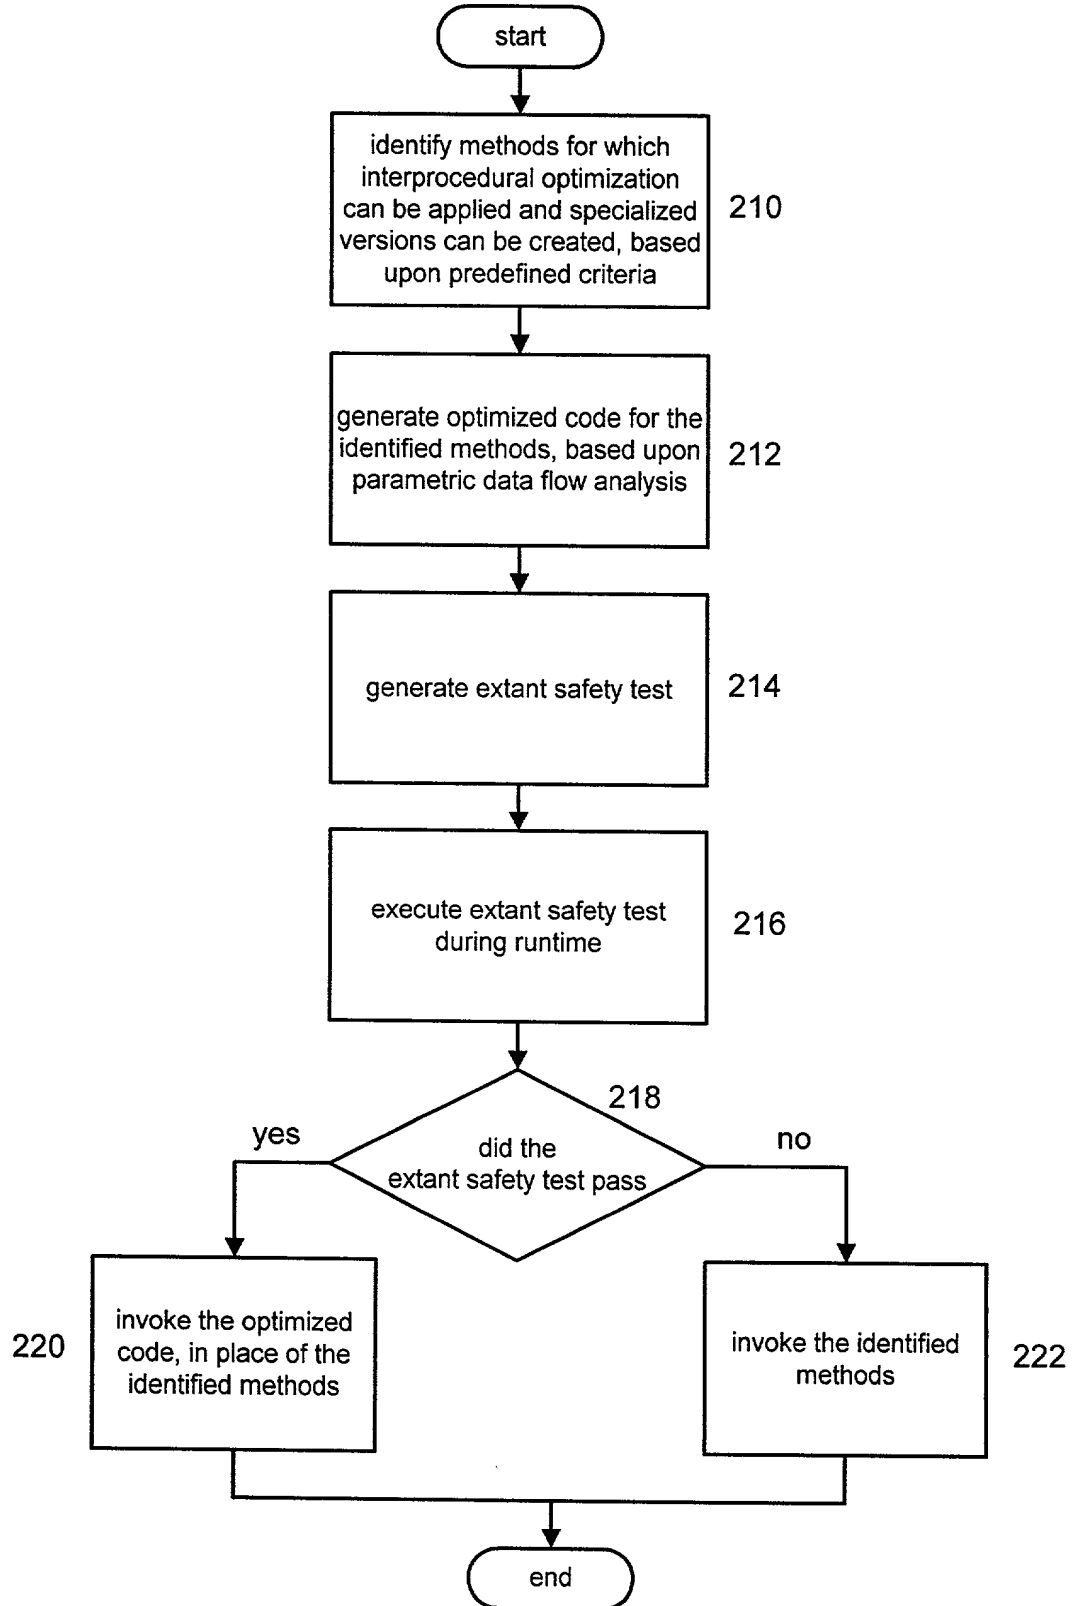 start
identify methods for which
interprocedural optimization
can be applied and specialized
versions can be created, based
upon predefined criteria
210
generate optimized code for the
identified methods, based upon
parametric data flow analysis
212
generate extant safety test
214
execute extant safety test
during runtime
216
218
did the
extant safety test pass
yes
no
220
invoke the optimized
code, in place of the
identified methods
invoke the identified
methods
222
end